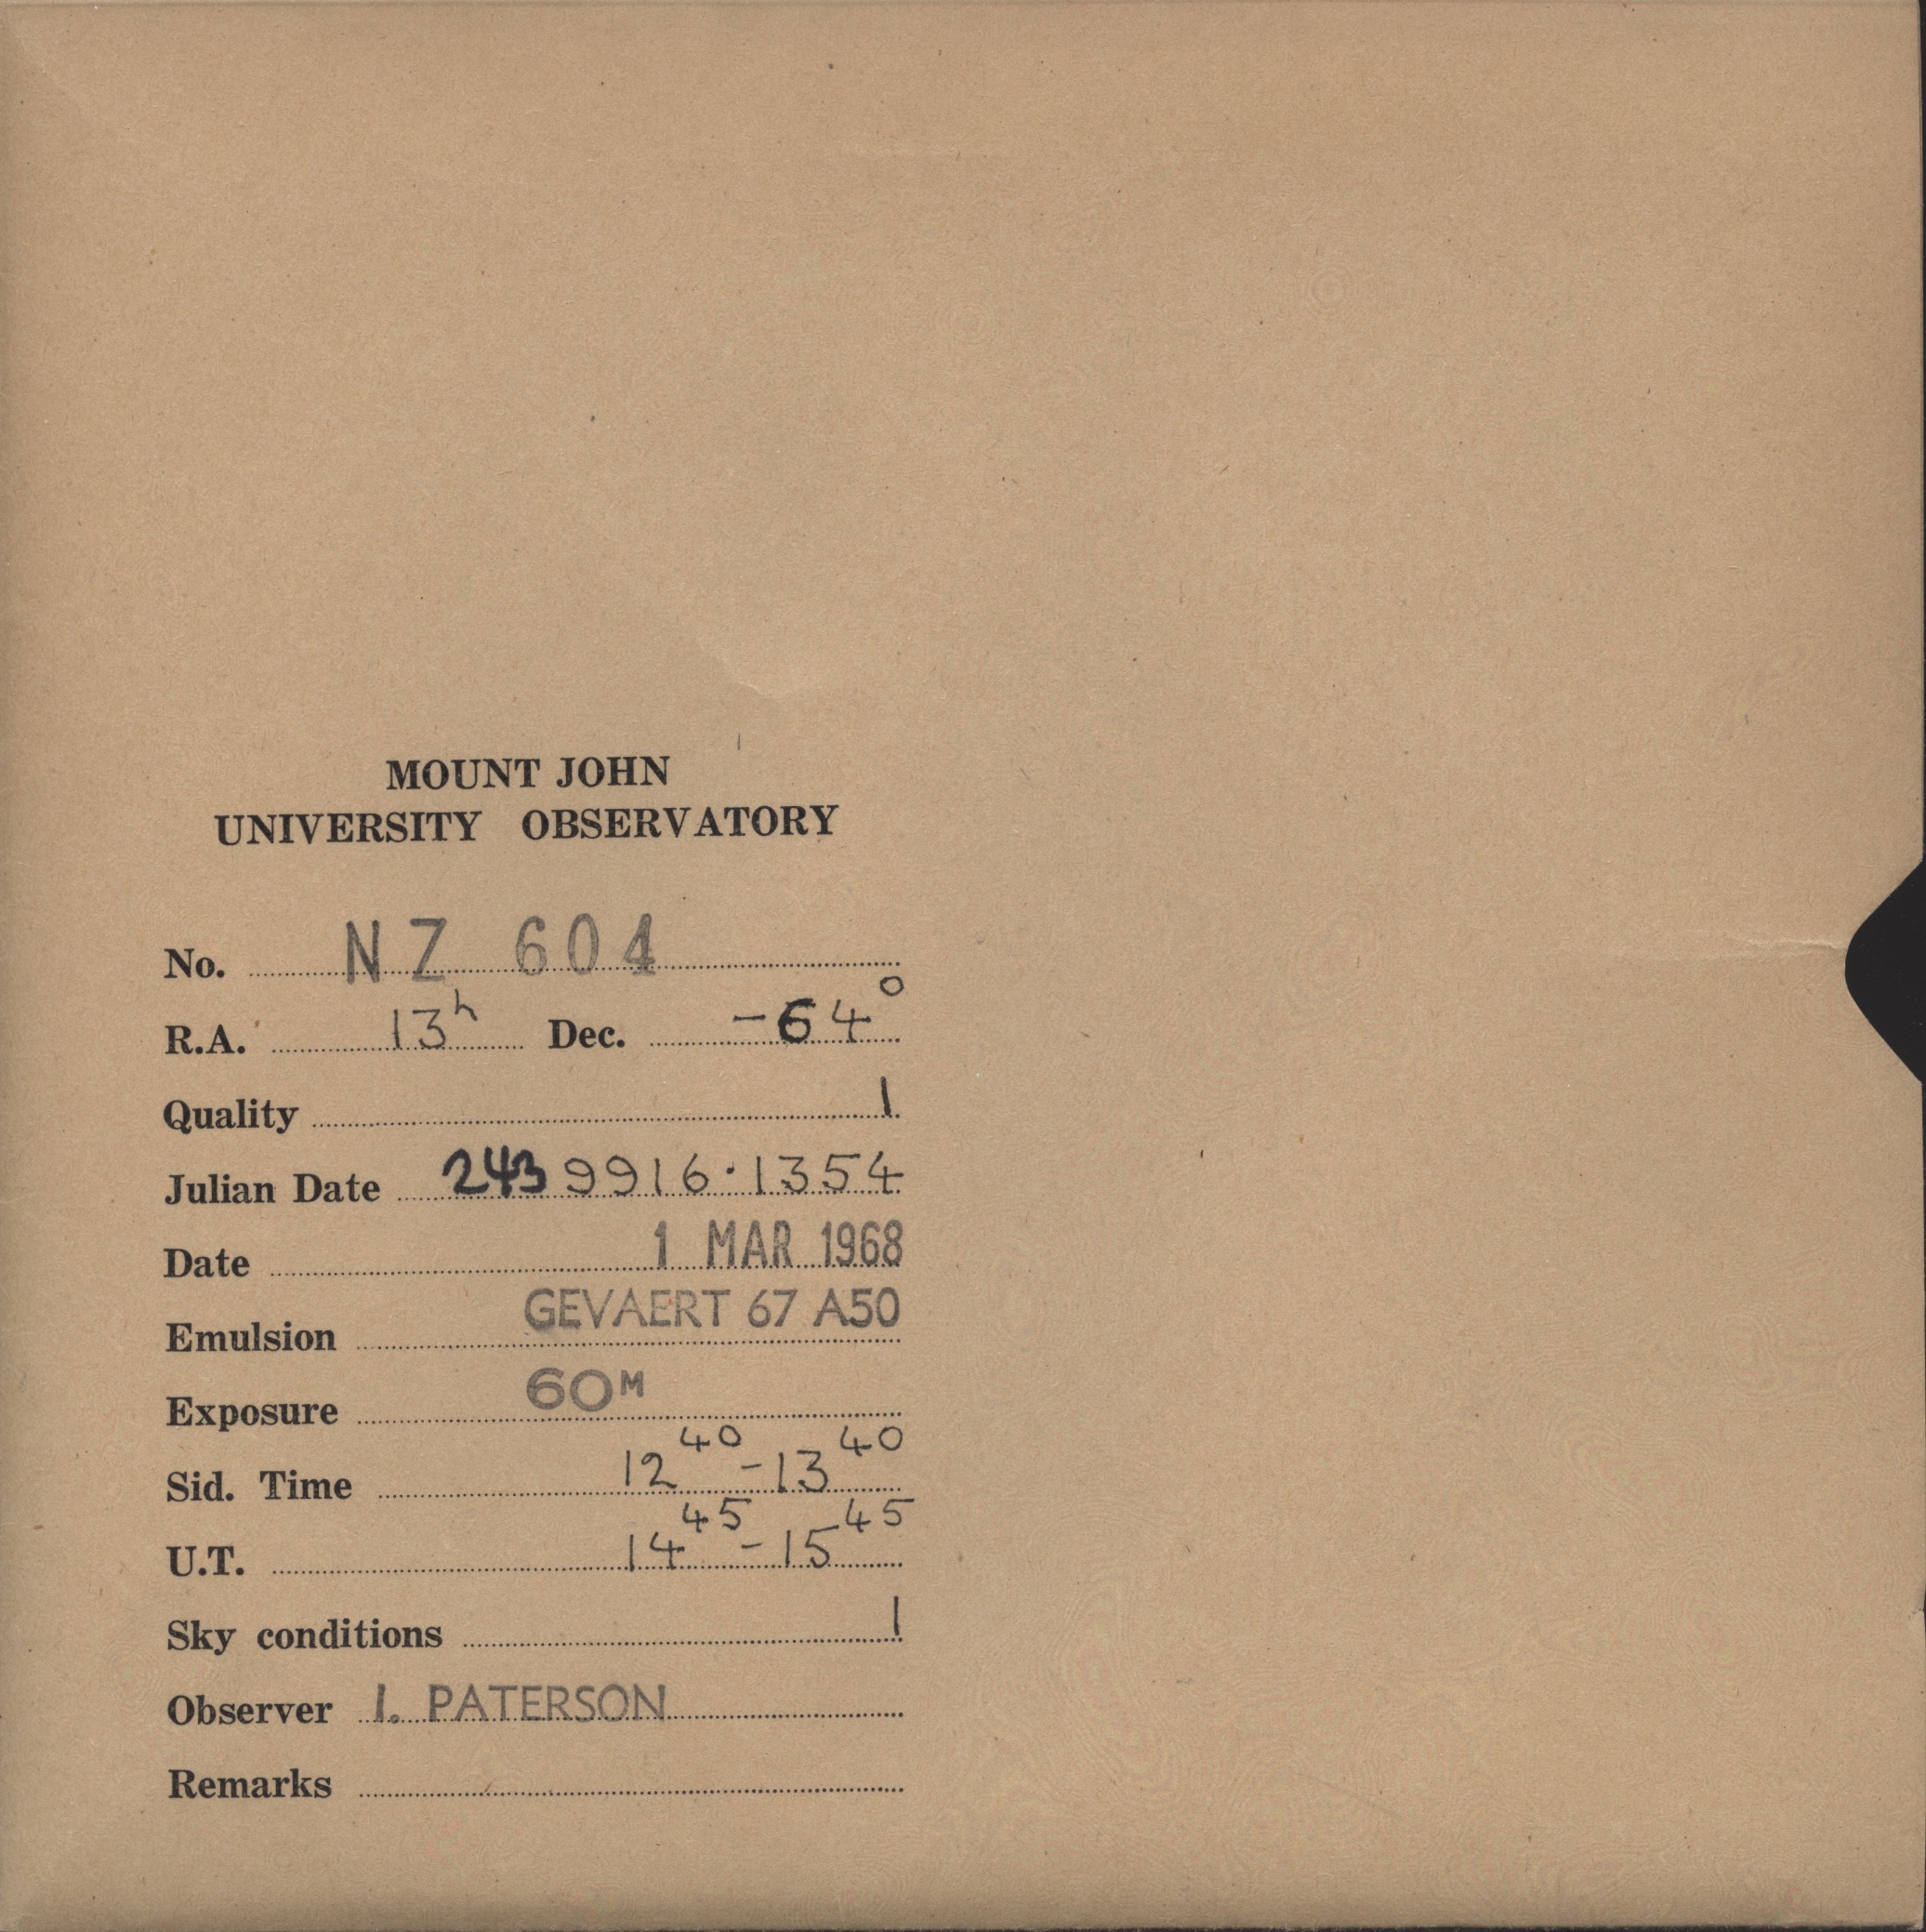 MOUNT JOHN
UNIVERSITY OBSERVATORY
No. NZ 604
R.A. 13h Dec. -64°
Quality 1
Julian Date 2439916.1354
Date 1 MAR 1968
Emulsion GEVAERT 67 A50
Exposure 60M
Sid. Time 12 40 - 13 40
U.T. 14 45 - 15 45
Sky conditions 1
Observer I. PATERSON
Remarks